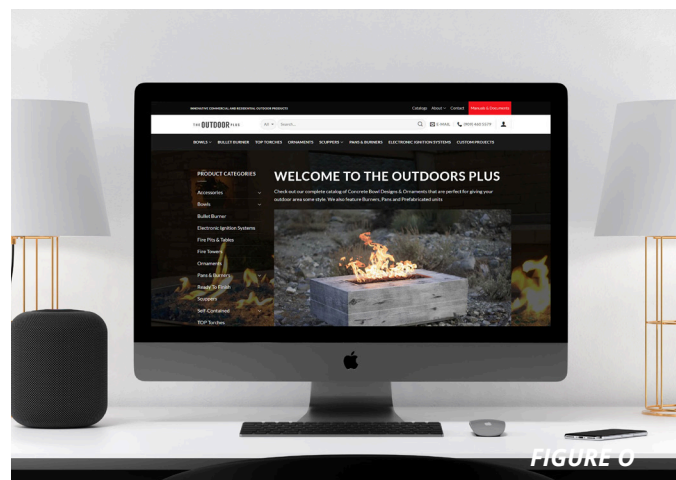 INNOVATIVE COMMERCIAL AND RESIDENTIAL OUTDOOR PRODUCTS
Catalogs About Contact Manuals & Documents
THE OUTDOOR PLUS All Search... E-MAIL (909) 460 5579
BOWLS BULLET BURNER TOP TORCHES ORNAMENTS SCUPPERS PANS & BURNERS ELECTRONIC IGNITION SYSTEMS CUSTOM PROJECTS
PRODUCT CATEGORIES
Accessories
Bowls
Bullet Burner
Electronic Ignition Systems
Fire Pits & Tables
Fire Towers
Ornaments
Pans & Burners
Ready To Finish
Scuppers
Self-Contained
TOP Torches
WELCOME TO THE OUTDOORS PLUS
Check out our complete catalog of Concrete Bowl Designs & Ornaments that are perfect for giving your
outdoor area some style. We also feature Burners, Pans and Prefabricated units
FIGURE O